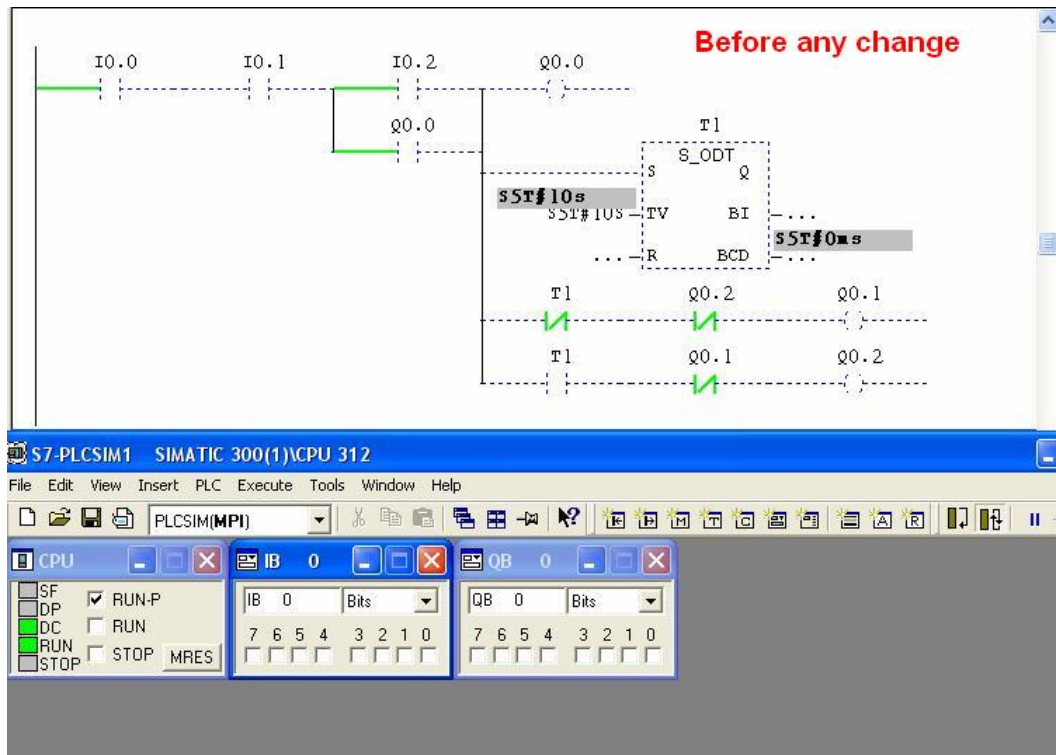 Before any change
I0.0 I0.1 I0.2 Q0.0
Q0.0 T1
S_ODT
S Q
S5T#10s
S5T#10S TV BI ...
S5T#0ms
... R BCD ...
T1 Q0.2 Q0.1
T1 Q0.1 Q0.2
S7-PLCSIM1 SIMATIC 300(1)\CPU 312
File Edit View Insert PLC Execute Tools Window Help
PLCSIM(MPI)
CPU IB 0 QB 0
SF
DP RUN-P IB 0 Bits QB 0 Bits
DC RUN
RUN 7 6 5 4 3 2 1 0 7 6 5 4 3 2 1 0
STOP STOP MRES